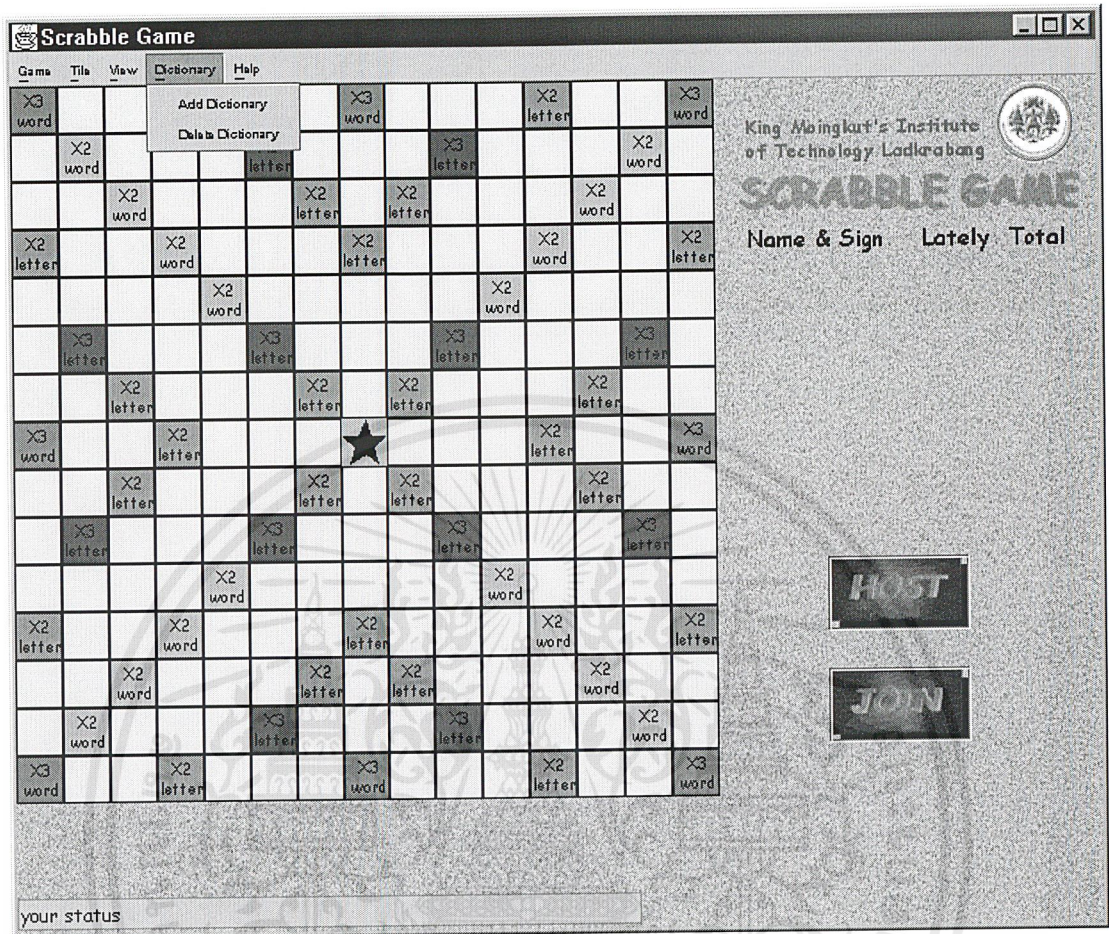 Scrabble Game
Game Tile View Dictionary Help
Add Dictionary
Delete Dictionary
X3 word X3 word X2 letter X3 word
X2 word letter X3 letter X2 word
X2 word X2 letter X2 letter X2 word
X2 letter X2 word X2 letter X2 word X2 letter
X2 word X2 word
X3 letter X3 letter X3 letter X3 letter
X2 letter X2 letter X2 letter X2 letter
X3 word X2 letter X2 letter X3 word
X2 letter X2 letter X2 letter X2 letter
X3 letter X3 letter X3 letter X3 letter
X2 word X2 word
X2 letter X2 word X2 letter X2 word X2 letter
X2 word X2 letter X2 letter X2 word
X2 word X3 letter X3 letter X2 word
X3 word X2 letter X3 word X2 letter X3 word
King Moingkut's Institute
of Technology Ladkrabang
SCRABBLE GAME
Name & Sign Lately Total
HOST
JOIN
your status